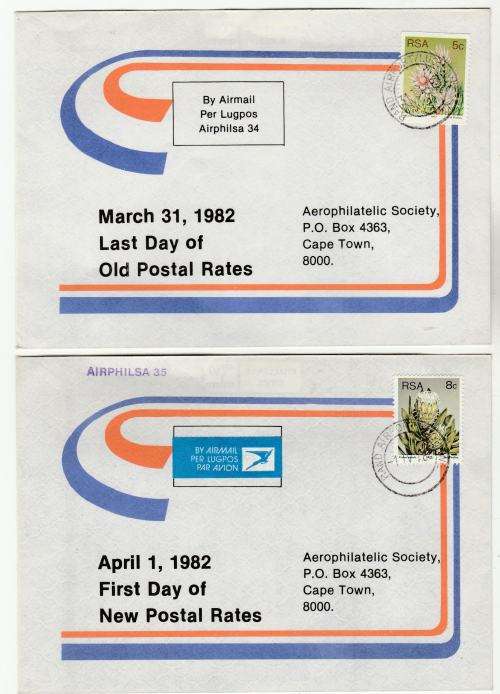 RSA 5c
By Airmail
Per Lugpos
Airphilsa 34
March 31, 1982
Last Day of
Old Postal Rates
Aerophilatelic Society,
P.O. Box 4363,
Cape Town,
8000.
AIRPHILSA 35
RSA 8c
BY AIRMAIL
PER LUGPOS
PAR AVION
April 1, 1982
First Day of
New Postal Rates
Aerophilatelic Society,
P.O. Box 4363,
Cape Town,
8000.